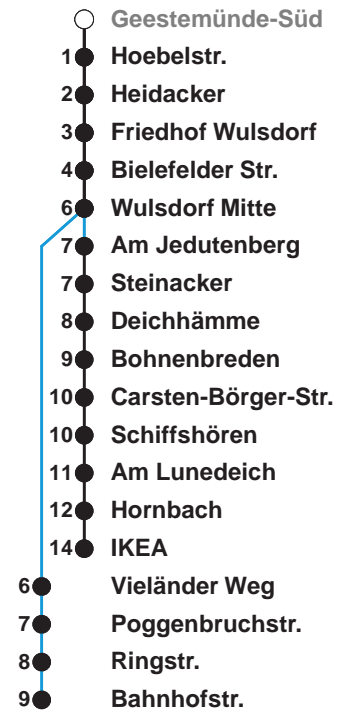 Geestemünde-Süd
1 Hoebelstr.
2 Heidacker
3 Friedhof Wulsdorf
4 Bielefelder Str.
6 Wulsdorf Mitte
7 Am Jedutenberg
7 Steinacker
8 Deichhämme
9 Bohnenbreden
10 Carsten-Börger-Str.
10 Schiffshören
11 Am Lunedeich
12 Hornbach
14 IKEA
6 Vieländer Weg
7 Poggenbruchstr.
8 Ringstr.
9 Bahnhofstr.